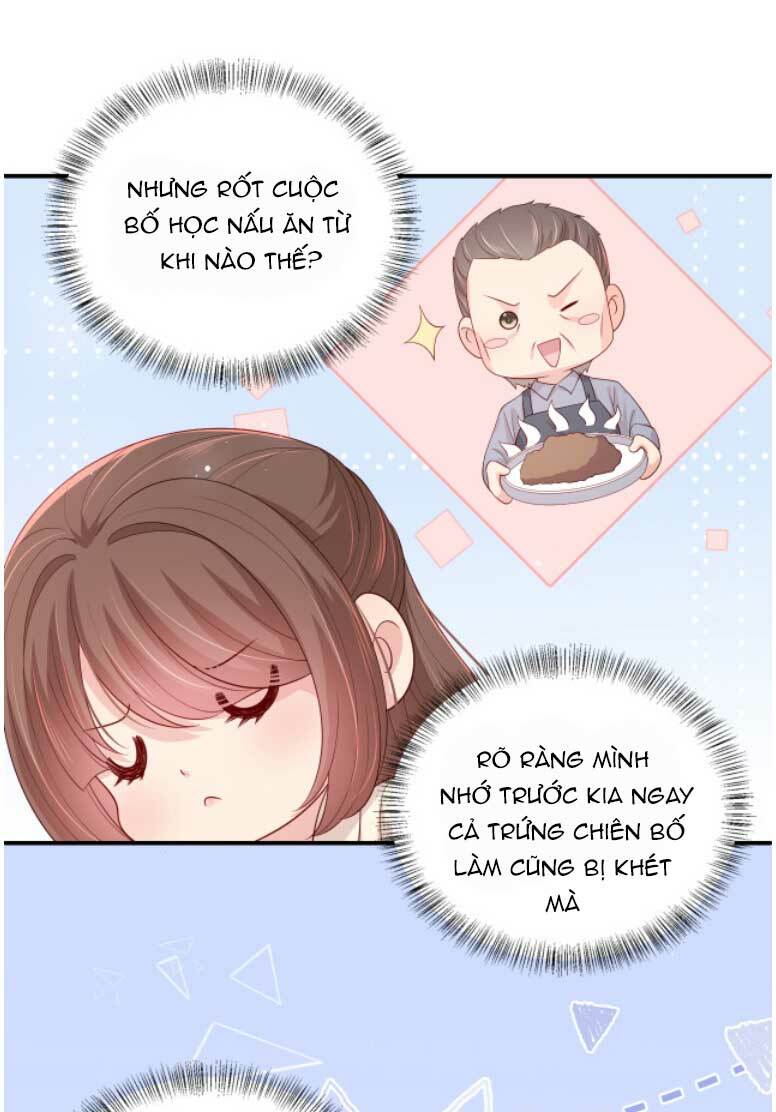 NHƯNG RỐT CUỘC
BỐ HỌC NẤU ĂN TỪ
KHI NÀO THẾ?
RÕ RÀNG MÌNH
NHỚ TRƯỚC KIA NGAY
CẢ TRỨNG CHIÊN BỐ
LÀM CŨNG BỊ KHÉT
MÀ